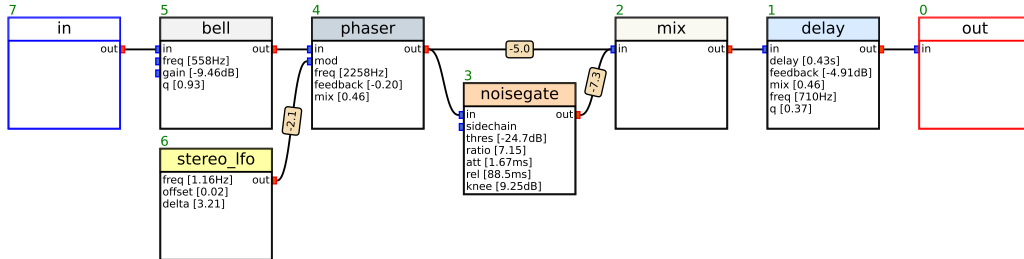 7
in
out
5
bell
in out
freq [558Hz]
gain [-9.46dB]
q [0.93]
6
stereo_lfo
freq [1.16Hz] out
offset [0.02]
delta [3.21]
-2.1
4
phaser
in out
mod
freq [2258Hz]
feedback [-0.20]
mix [0.46]
-5.0
3
noisegate
in out
sidechain
thres [-24.7dB]
ratio [7.15]
att [1.67ms]
rel [88.5ms]
knee [9.25dB]
-7.3
2
mix
in out
1
delay
in out
delay [0.43s]
feedback [-4.91dB]
mix [0.46]
freq [710Hz]
q [0.37]
0
out
in